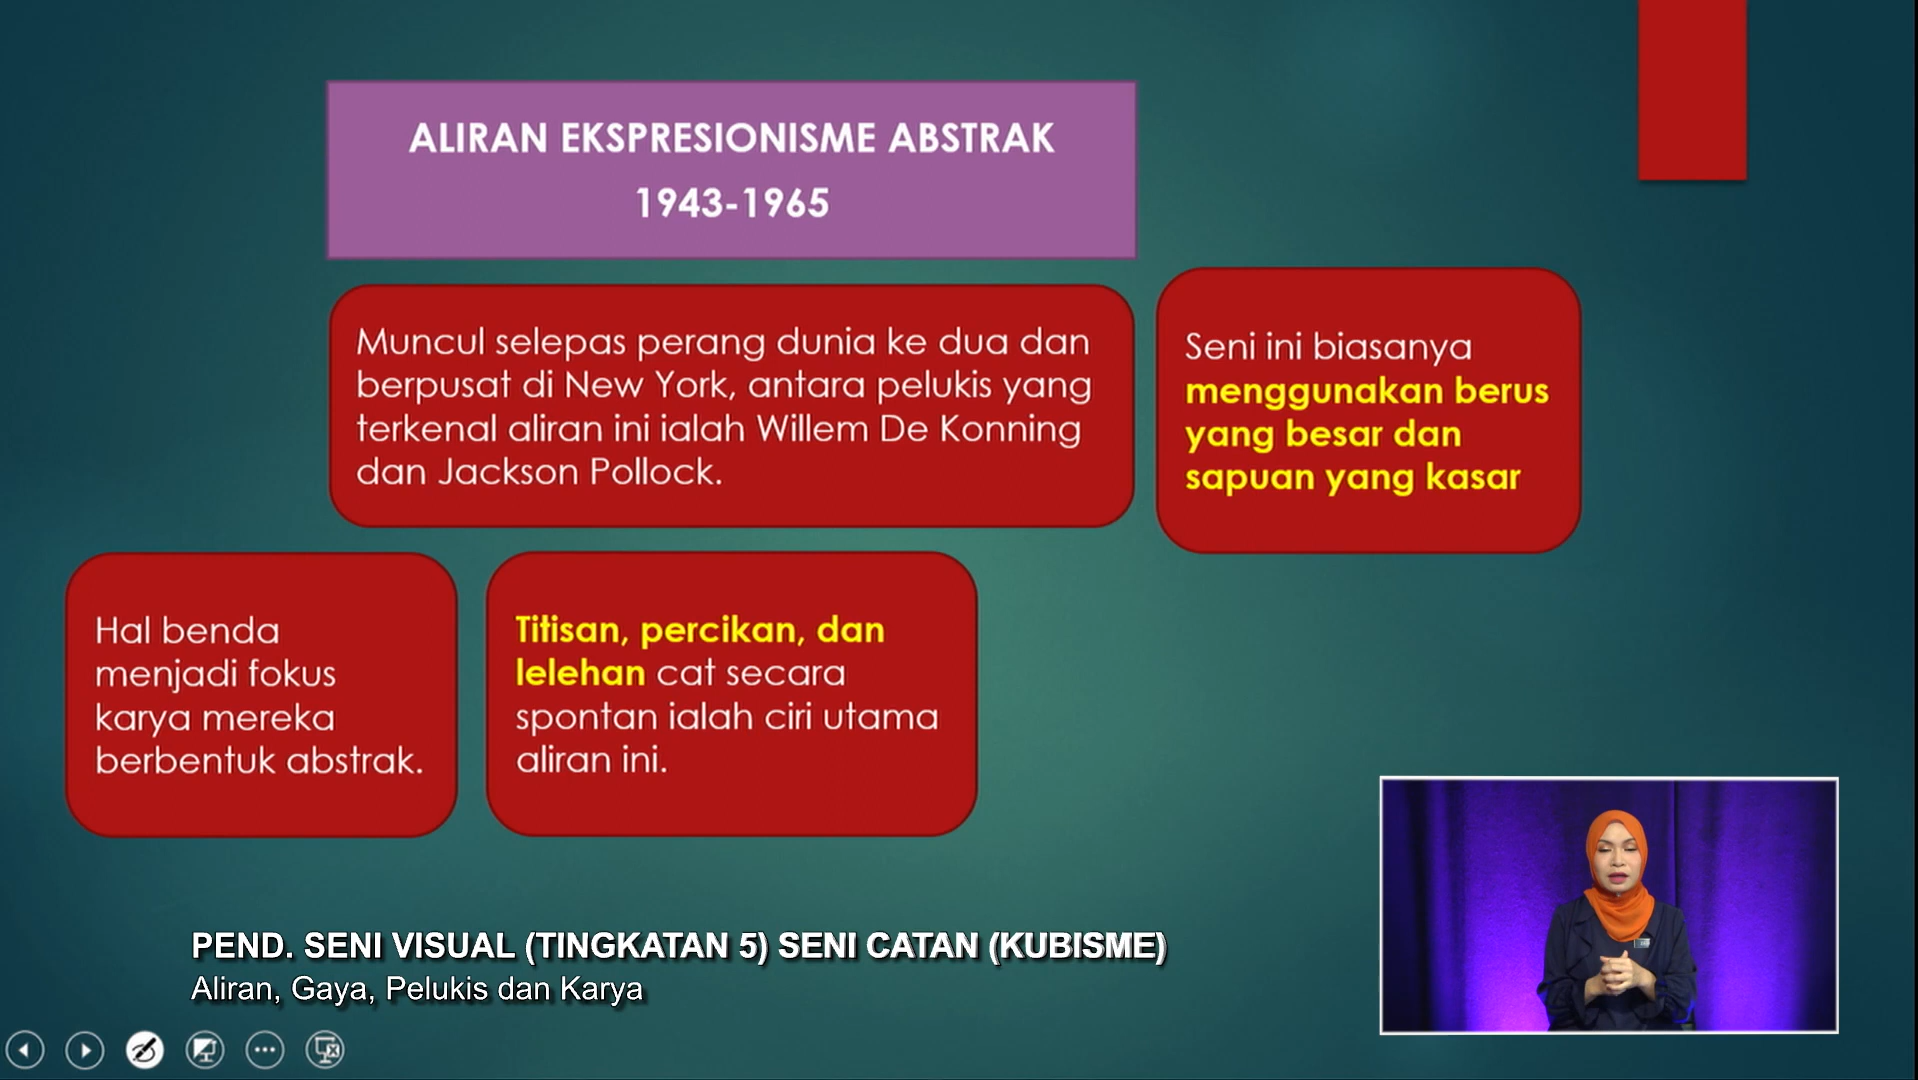 ALIRAN EKSPRESIONISME ABSTRAK
1943-1965
Muncul selepas perang dunia ke dua dan
berpusat di New York, antara pelukis yang
terkenal aliran ini ialah Willem De Konning
dan Jackson Pollock.
Seni ini biasanya
menggunakan berus
yang besar dan
sapuan yang kasar
Hal benda
menjadi fokus
karya mereka
berbentuk abstrak.
Titisan, percikan, dan
lelehan cat secara
spontan ialah ciri utama
aliran ini.
PEND. SENI VISUAL (TINGKATAN 5) SENI CATAN (KUBISME)
Aliran, Gaya, Pelukis dan Karya